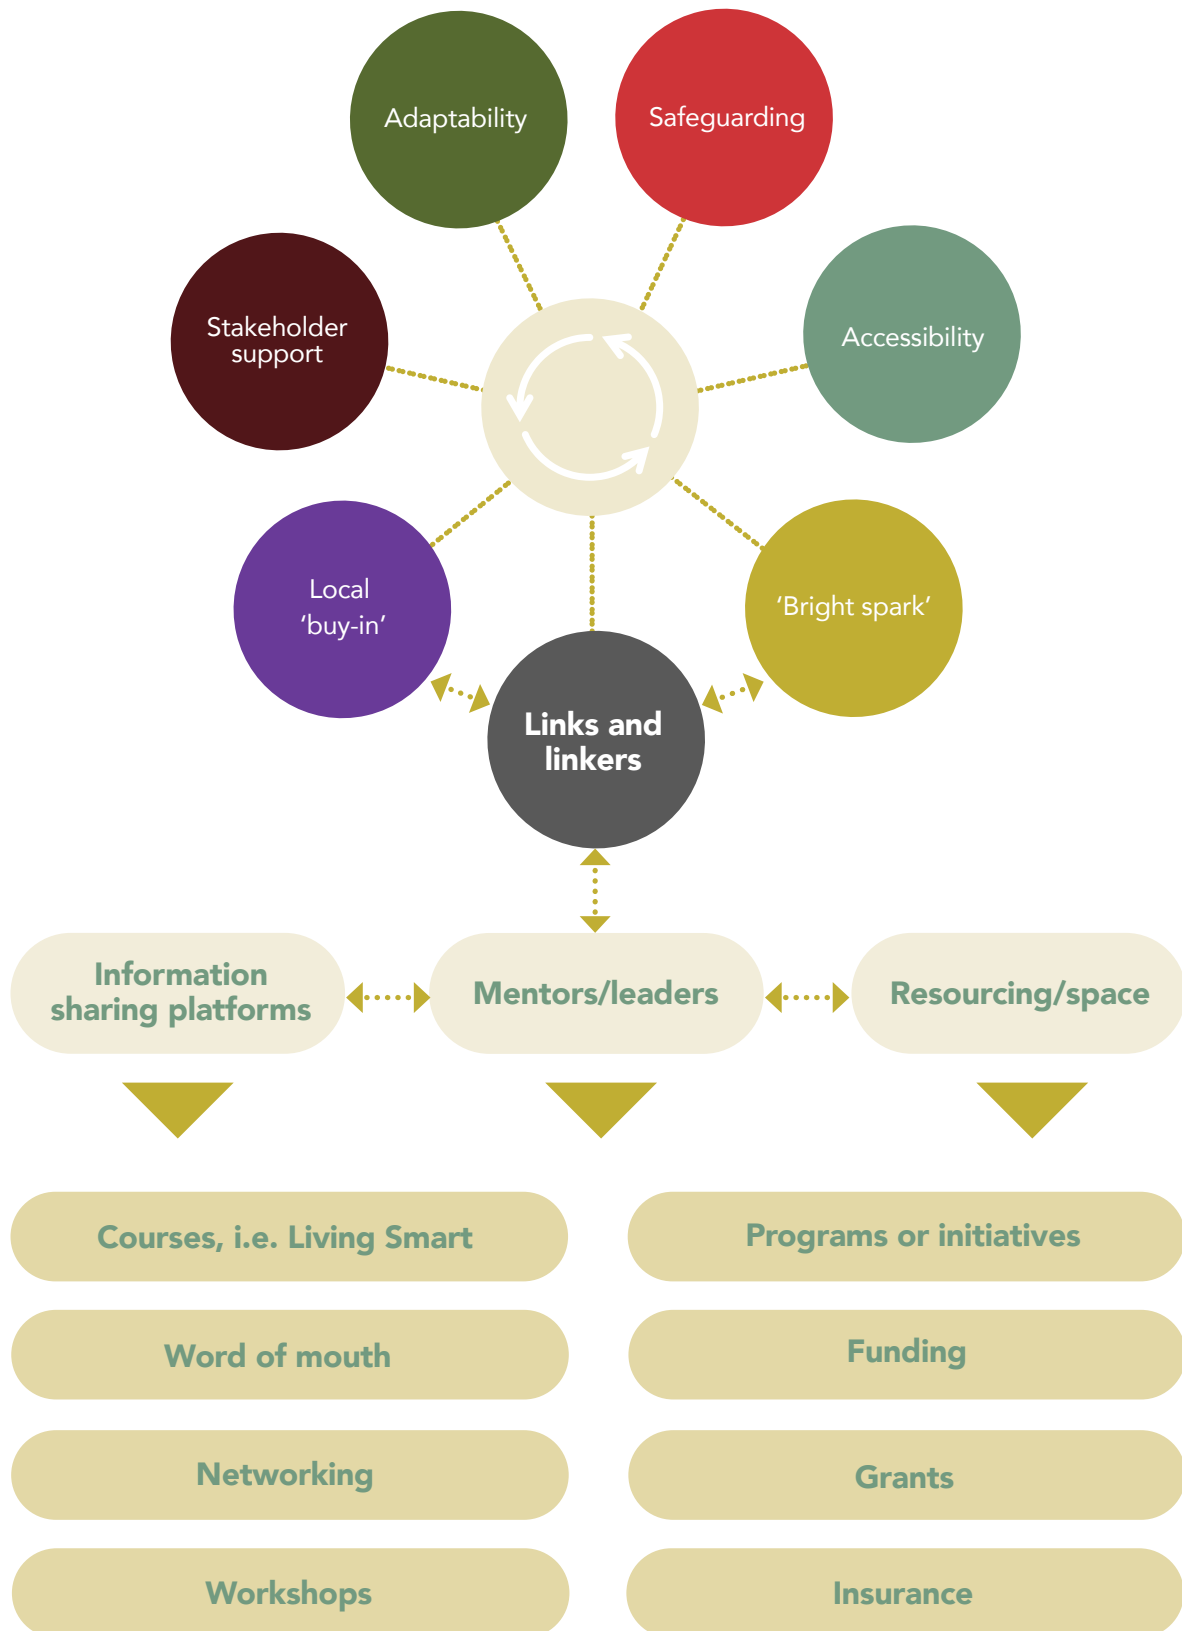 Adaptability
Safeguarding
Stakeholder
support
Accessibility
Local
‘buy-in’
‘Bright spark’
Links and
linkers
Information
sharing platforms
Mentors/leaders
Resourcing/space
Courses, i.e. Living Smart
Programs or initiatives
Word of mouth
Funding
Networking
Grants
Workshops
Insurance